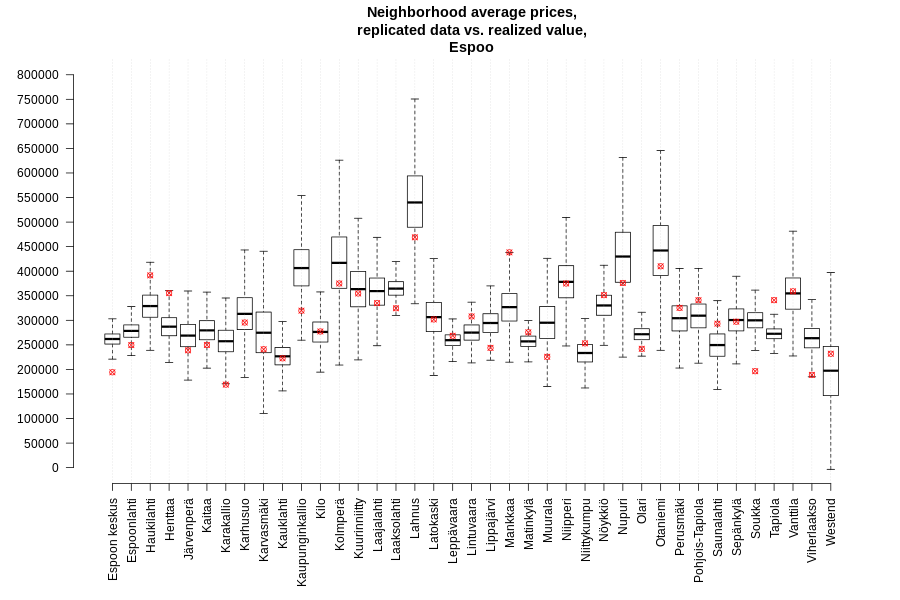 Neighborhood average prices,
replicated data vs. realized value,
Espoo
800000
750000
700000
650000
600000
550000
500000
450000
400000
350000
300000
250000
200000
150000
100000
50000
0
Espoon keskus
Espoonlahti
Haukilahti
Henttaa
Järvenperä
Kaitaa
Karakallio
Karhusuo
Karvasmäki
Kauklahti
Kaupunginkallio
Kilo
Kolmperä
Kuurinniitty
Laajalahti
Laaksolahti
Lahnus
Latokaski
Leppävaara
Lintuvaara
Lippajärvi
Mankkaa
Matinkylä
Muurala
Niipperi
Niittykumpu
Nöykkiö
Nupuri
Olari
Otaniemi
Perusmäki
Pohjois-Tapiola
Saunalahti
Sepänkylä
Soukka
Tapiola
Vanttila
Viherlaakso
Westend